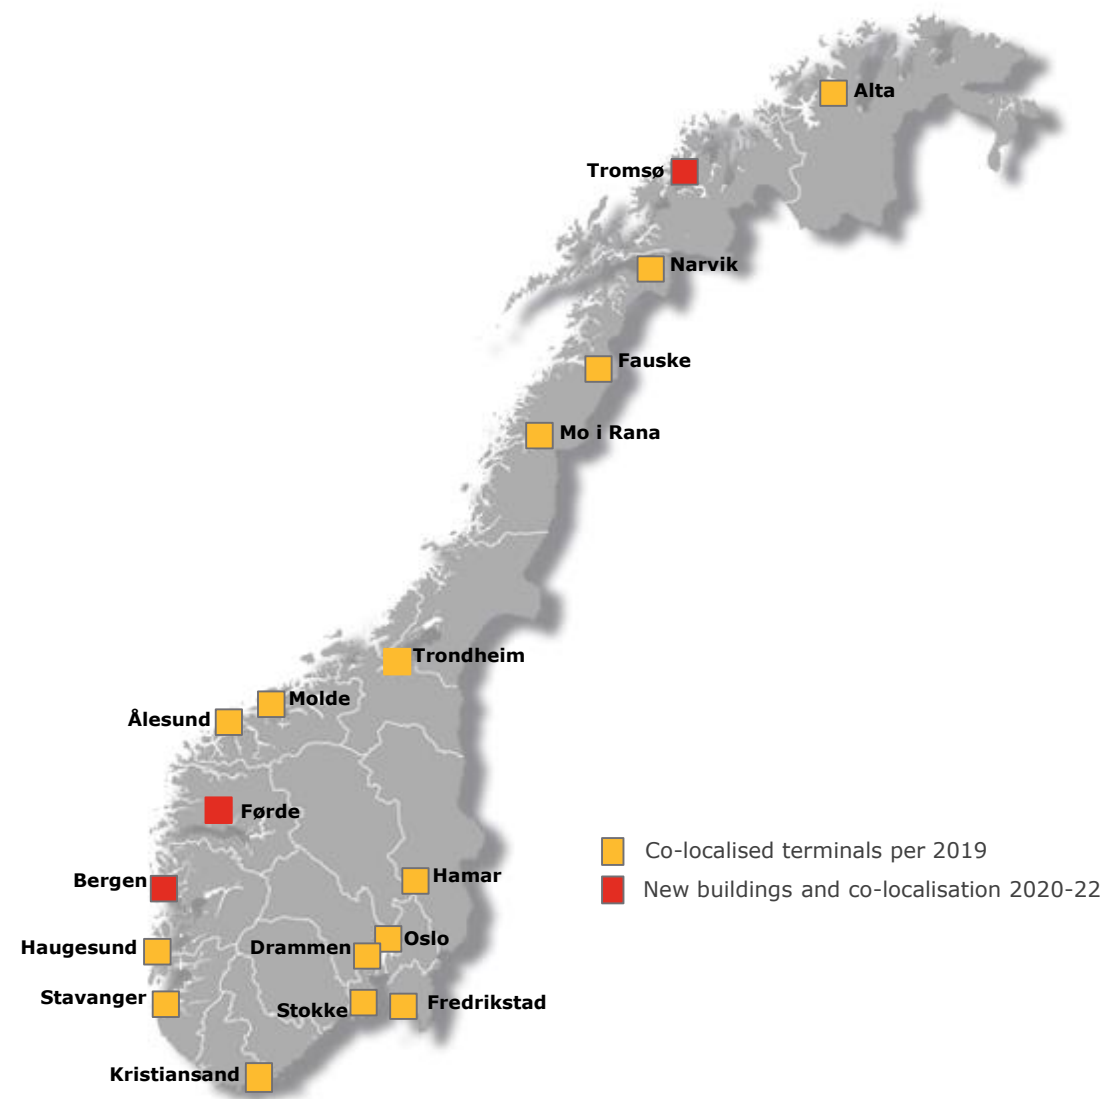 Alta
Tromsø
Narvik
Fauske
Mo i Rana
Trondheim
Molde
Ålesund
Førde
Co-localised terminals per 2019
Hamar
Bergen
New buildings and co-localisation 2020-22
Oslo
Haugesund
Drammen
Stavanger
Fredrikstad
Stokke
Kristiansand